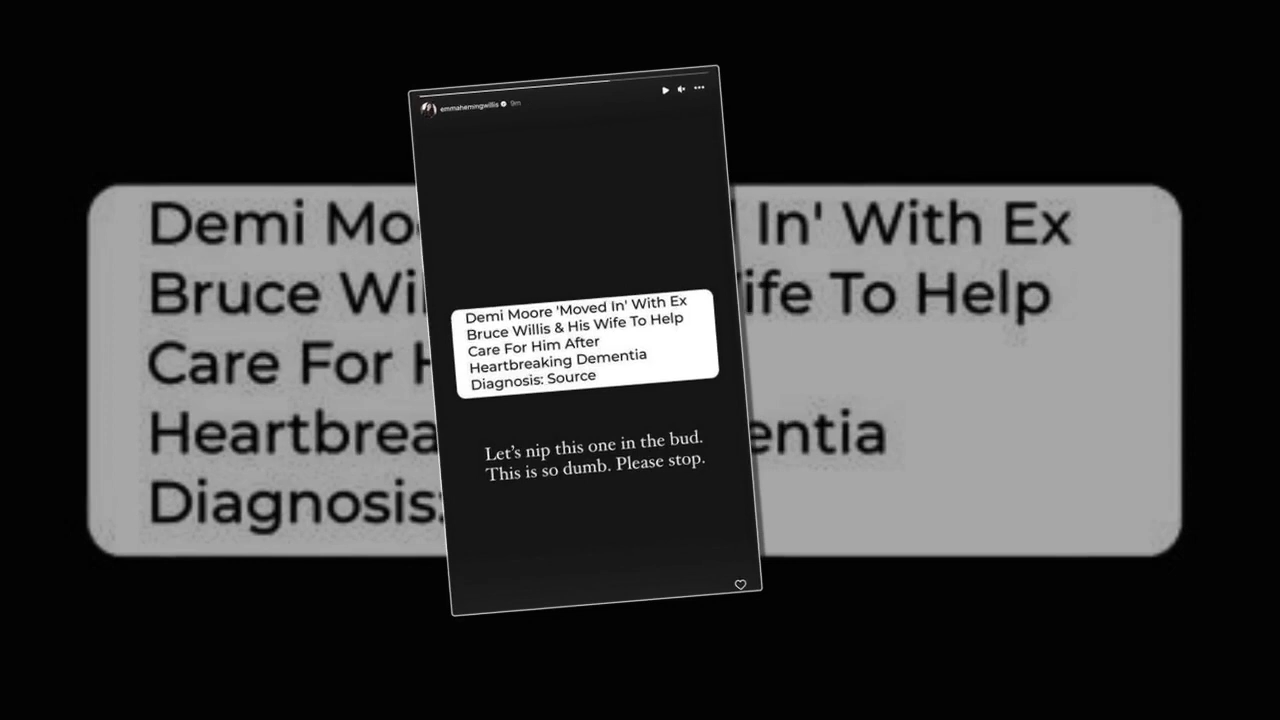 emmahemingwillis 9m
Demi Moore 'Moved In' With Ex
Bruce Willis & His Wife To Help
Care For Him After
Heartbreaking Dementia
Diagnosis: Source
Let's nip this one in the bud.
This is so dumb. Please stop.
Demi Mo In' With Ex
Bruce Wil ife To Help
Care For H
Heartbrea entia
Diagnosis: